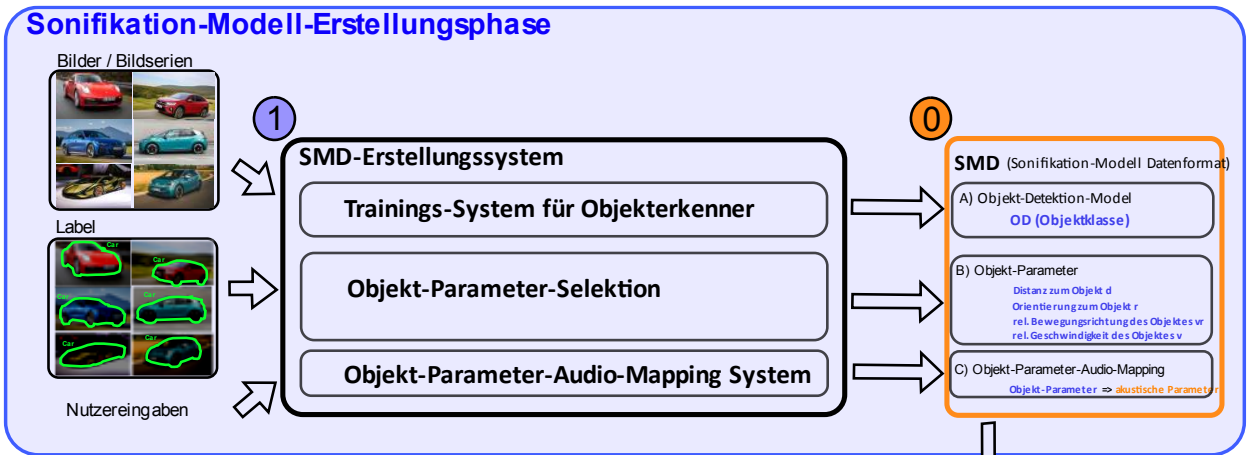 Sonifikation-Modell-Erstellungsphase
Bilder / Bildserien
1
0
SMD-Erstellungssystem
SMD (Sonifikation-Modell Datenformat)
Trainings-System für Objekterkenner
A) Objekt-Detektion-Model
OD (Objektklasse)
Label
Car
Car
Car
Car
Car
Car
Objekt-Parameter-Selektion
B) Objekt-Parameter
Distanz zum Objekt d
Orientierung zum Objekt r
rel. Bewegungsrichtung des Objektes vr
rel. Geschwindigkeit des Objektes v
Objekt-Parameter-Audio-Mapping System
C) Objekt-Parameter-Audio-Mapping
Objekt-Parameter => akustische Parameter
Nutzereingaben